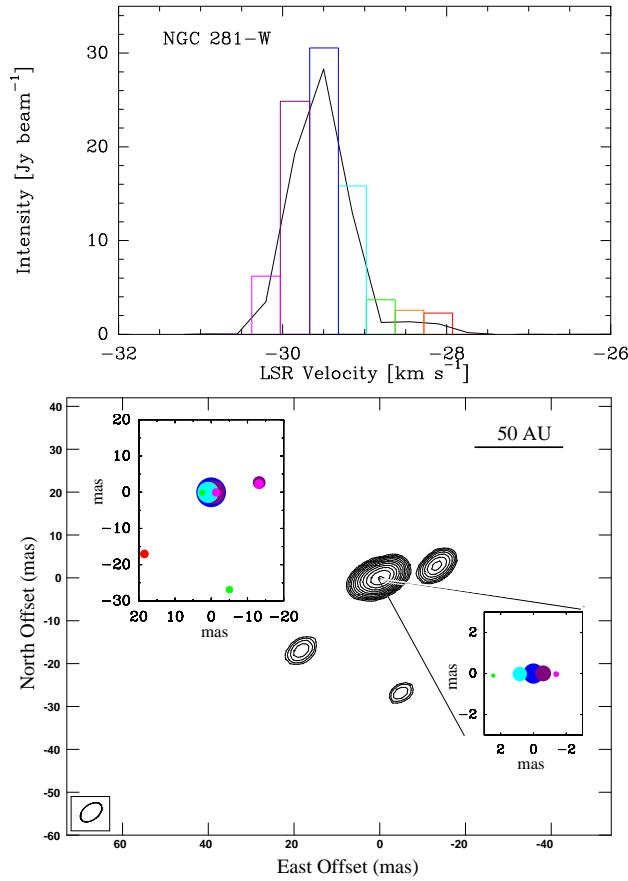 NGC 281-W
30
20
10
0
Intensity [Jy beam−1]
−32 −30 −28 −26
LSR Velocity [km s−1]
40
30
20
10
0
-10
-20
-30
-40
-50
-60
North Offset (mas)
20
10
0
−10
−20
−30
mas
20 10 0 −10 −20
mas
50 AU
2
0
−2
mas
2 0 −2
mas
60 40 20 0 -20 -40
East Offset (mas)